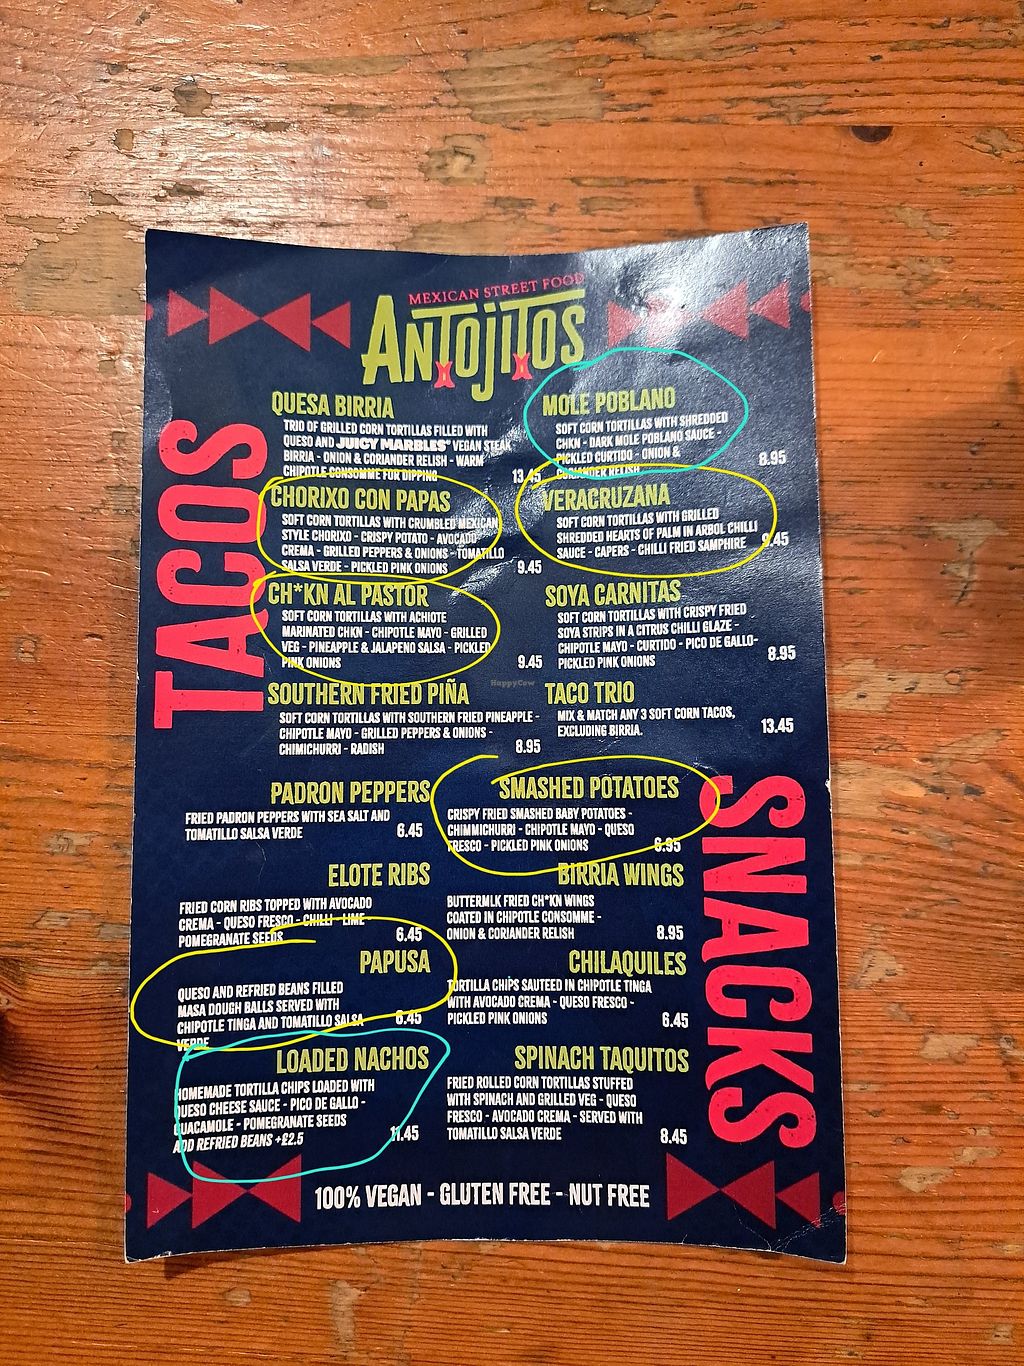 MEXICAN STREET FOOD
ANTOJITOS
TACOS
QUESA BIRRIA
TRIO OF GRILLED CORN TORTILLAS FILLED WITH
QUESO AND JUICY MARBLES® VEGAN STEAK
BIRRIA - ONION & CORIANDER RELISH - WARM
CHIPOTLE CONSOMME FOR DIPPING 13.45
CHORIXO CON PAPAS
SOFT CORN TORTILLAS WITH CRUMBLED MEXICAN
STYLE CHORIXO - CRISPY POTATO - AVOCADO
CREMA - GRILLED PEPPERS & ONIONS - TOMATILLO
SALSA VERDE - PICKLED PINK ONIONS 9.45
CH*KN AL PASTOR
SOFT CORN TORTILLAS WITH ACHIOTE
MARINATED CHKN - CHIPOTLE MAYO - GRILLED
VEG - PINEAPPLE & JALAPENO SALSA - PICKLED
PINK ONIONS 9.45
SOUTHERN FRIED PIÑA
SOFT CORN TORTILLAS WITH SOUTHERN FRIED PINEAPPLE -
CHIPOTLE MAYO - GRILLED PEPPERS & ONIONS -
CHIMICHURRI - RADISH 8.95
MOLE POBLANO
SOFT CORN TORTILLAS WITH SHREDDED
CHKN - DARK MOLE POBLANO SAUCE -
PICKLED CURTIDO - ONION &
CORIANDER RELISH 8.95
VERACRUZANA
SOFT CORN TORTILLAS WITH GRILLED
SHREDDED HEARTS OF PALM IN ARBOL CHILLI
SAUCE - CAPERS - CHILLI FRIED SAMPHIRE 9.45
SOYA CARNITAS
SOFT CORN TORTILLAS WITH CRISPY FRIED
SOYA STRIPS IN A CITRUS CHILLI GLAZE -
CHIPOTLE MAYO - CURTIDO - PICO DE GALLO-
PICKLED PINK ONIONS 8.95
TACO TRIO
MIX & MATCH ANY 3 SOFT CORN TACOS,
EXCLUDING BIRRIA. 13.45
HappyCow
SNACKS
PADRON PEPPERS
FRIED PADRON PEPPERS WITH SEA SALT AND
TOMATILLO SALSA VERDE 6.45
ELOTE RIBS
FRIED CORN RIBS TOPPED WITH AVOCADO
CREMA - QUESO FRESCO - CHILLI - LIME -
POMEGRANATE SEEDS 6.45
PAPUSA
QUESO AND REFRIED BEANS FILLED
MASA DOUGH BALLS SERVED WITH
CHIPOTLE TINGA AND TOMATILLO SALSA
VERDE 6.45
LOADED NACHOS
HOMEMADE TORTILLA CHIPS LOADED WITH
QUESO CHEESE SAUCE - PICO DE GALLO -
GUACAMOLE - POMEGRANATE SEEDS
ADD REFRIED BEANS +£2.5 11.45
SMASHED POTATOES
CRISPY FRIED SMASHED BABY POTATOES -
CHIMMICHURRI - CHIPOTLE MAYO - QUESO
FRESCO - PICKLED PINK ONIONS 6.95
BIRRIA WINGS
BUTTERMLK FRIED CH*KN WINGS
COATED IN CHIPOTLE CONSOMME -
ONION & CORIANDER RELISH 8.95
CHILAQUILES
TORTILLA CHIPS SAUTEED IN CHIPOTLE TINGA
WITH AVOCADO CREMA - QUESO FRESCO -
PICKLED PINK ONIONS 6.45
SPINACH TAQUITOS
FRIED ROLLED CORN TORTILLAS STUFFED
WITH SPINACH AND GRILLED VEG - QUESO
FRESCO - AVOCADO CREMA - SERVED WITH
TOMATILLO SALSA VERDE 8.45
100% VEGAN - GLUTEN FREE - NUT FREE